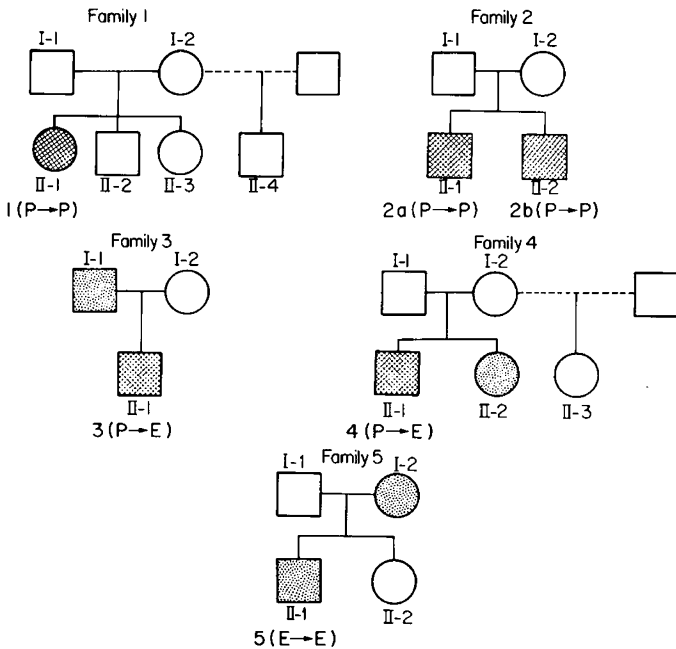 Family 1
I-1 I-2
II-1 II-2 II-3 II-4
1 (P→P)
Family 2
I-1 I-2
II-1 II-2
2a (P→P) 2b (P→P)
Family 3
I-1 I-2
II-1
3 (P→E)
Family 4
I-1 I-2
II-1 II-2 II-3
4 (P→E)
Family 5
I-1 I-2
II-1 II-2
5 (E→E)